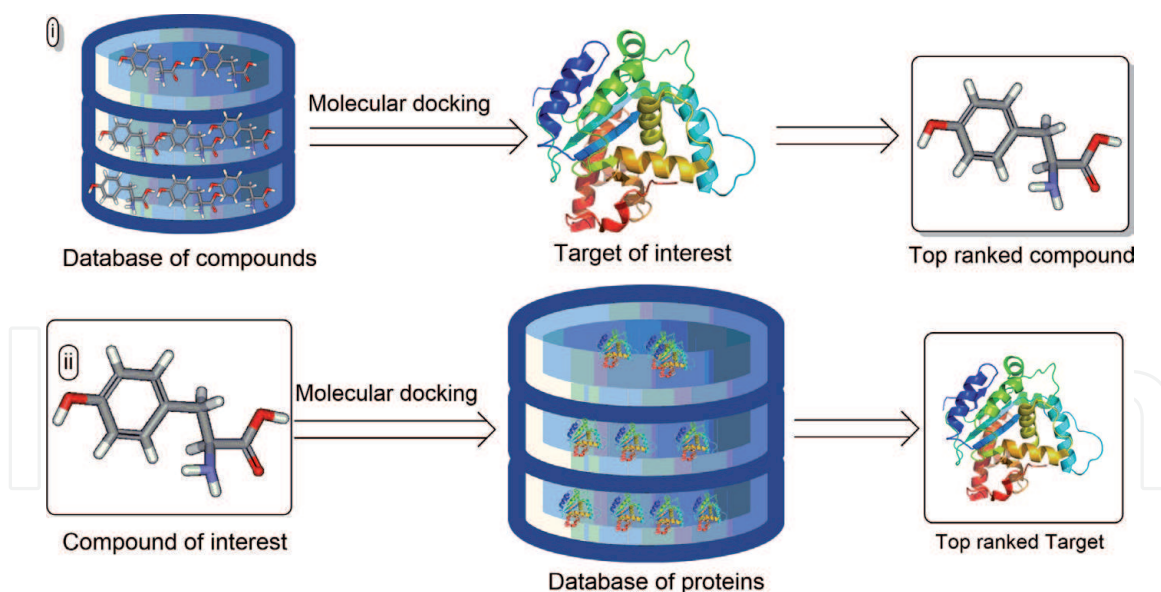 i
Molecular docking
Database of compounds
Target of interest
Top ranked compound
ii
Molecular docking
Compound of interest
Database of proteins
Top ranked Target